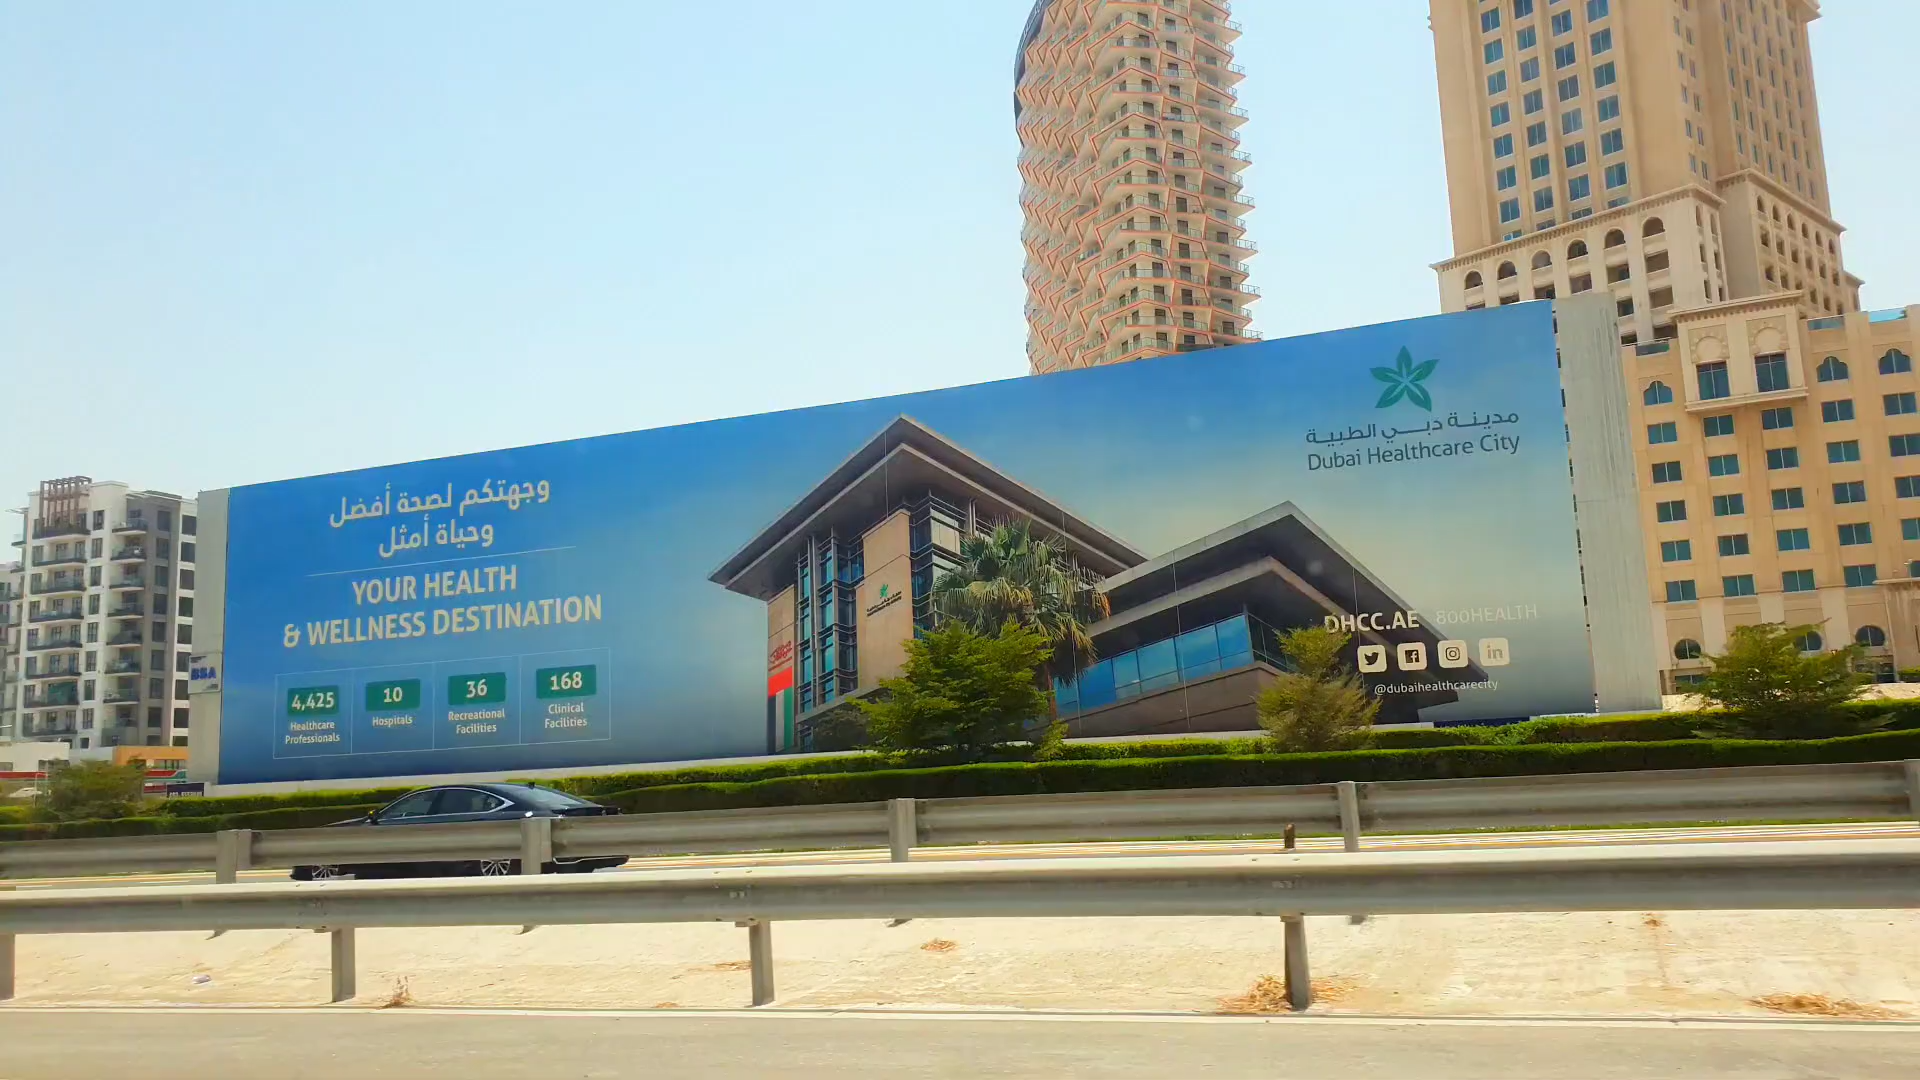 وجهتكم لصحة أفضل
وحياة أمثل
YOUR HEALTH
& WELLNESS DESTINATION
4,425
Healthcare
Professionals
10
Hospitals
36
Recreational
Facilities
168
Clinical
Facilities
مدينة دبي الطبية
Dubai Healthcare City
DHCC.AE 800HEALTH
@dubaihealthcarecity
BSA